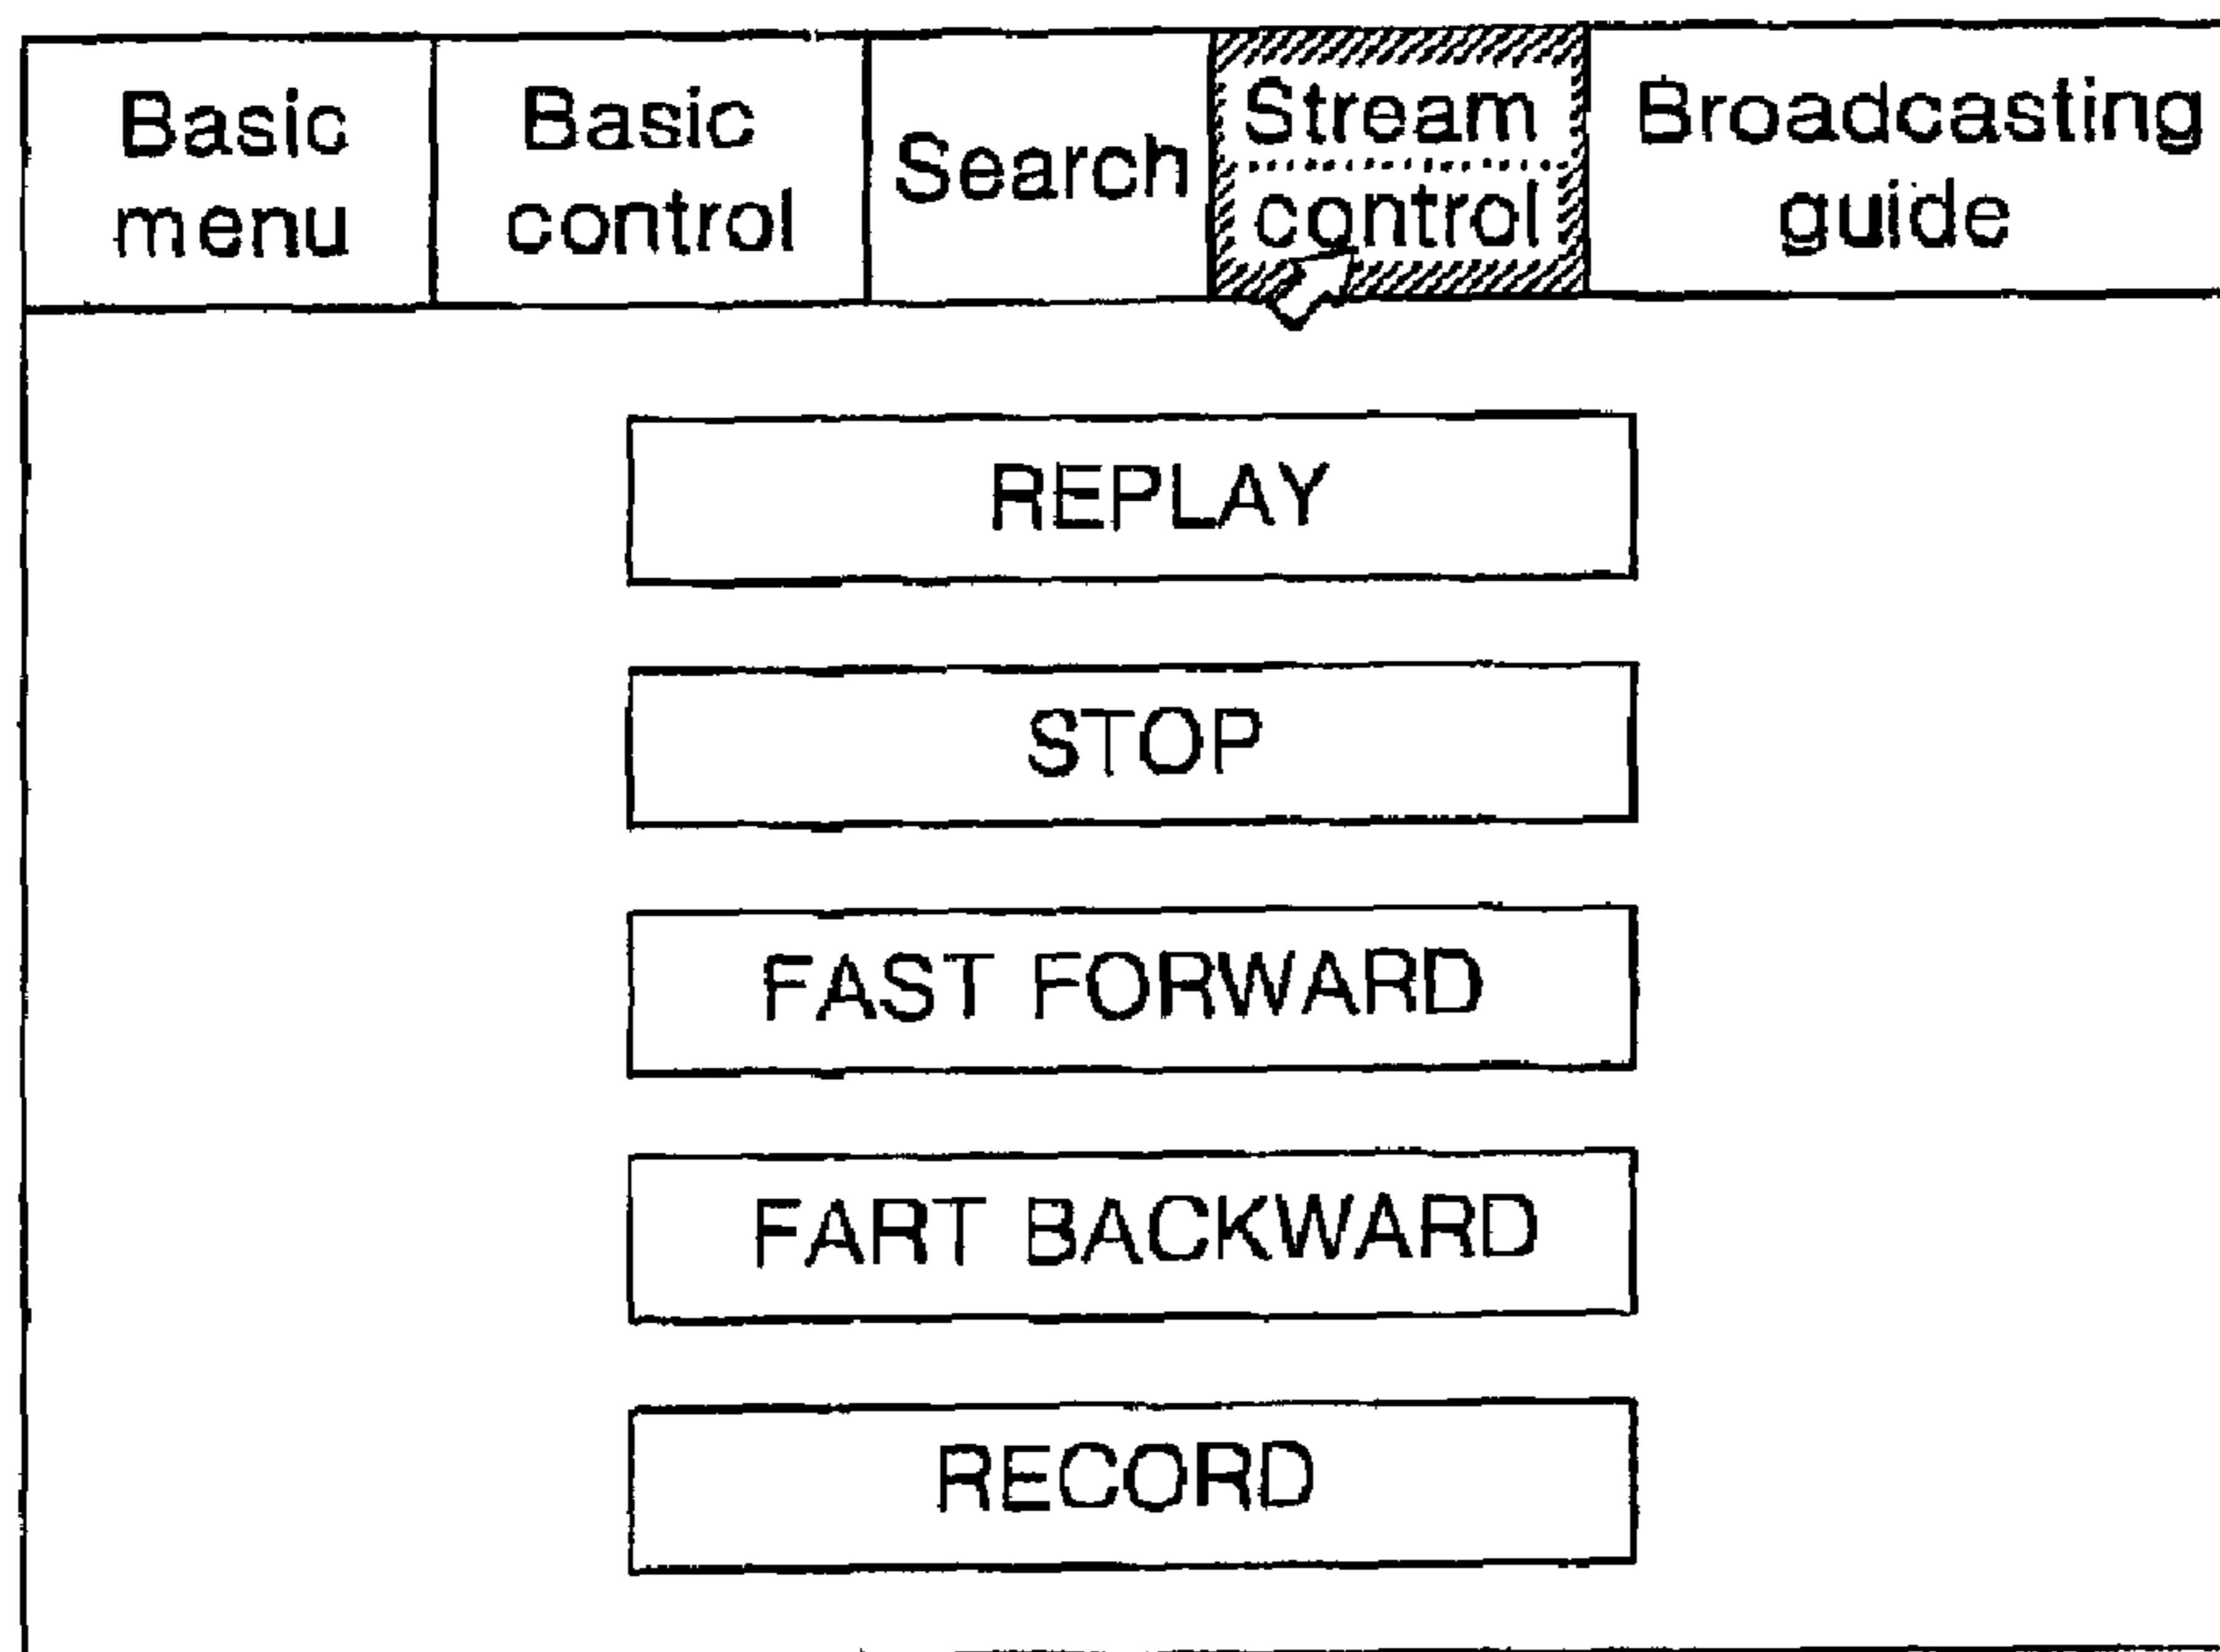 Basic menu
Basic control
Search
Stream control
Broadcasting guide
REPLAY
STOP
FAST FORWARD
FART BACKWARD
RECORD